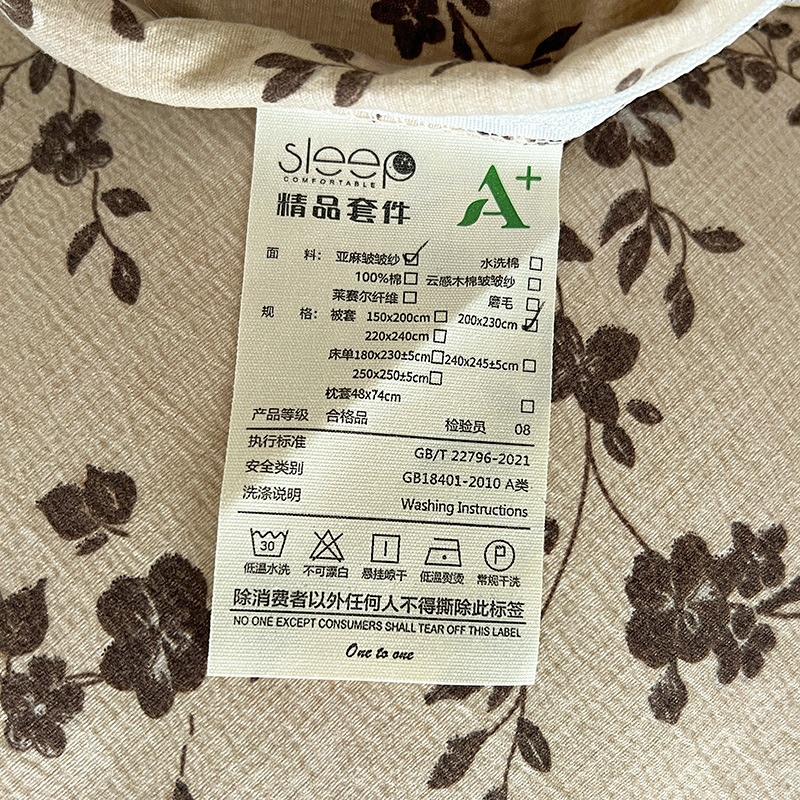 sleep
COMFORTABLE
精品套件
A+
面 料: 亚麻皱皱纱 ☑ 水洗棉 □
100%棉 □ 云感木棉皱皱纱 □
莱赛尔纤维 □ 磨毛 □
规 格: 被套 150x200cm □ 200x230cm ☑
220x240cm □
床单180x230±5cm □ 240x245±5cm □
250x250±5cm □
枕套48x74cm □
产品等级 合格品 检验员 08
执行标准 GB/T 22796-2021
安全类别 GB18401-2010 A类
洗涤说明 Washing Instructions
30 P
低温水洗 不可漂白 悬挂晾干 低温熨烫 常规干洗
除消费者以外任何人不得撕除此标签
NO ONE EXCEPT CONSUMERS SHALL TEAR OFF THIS LABEL
One to one